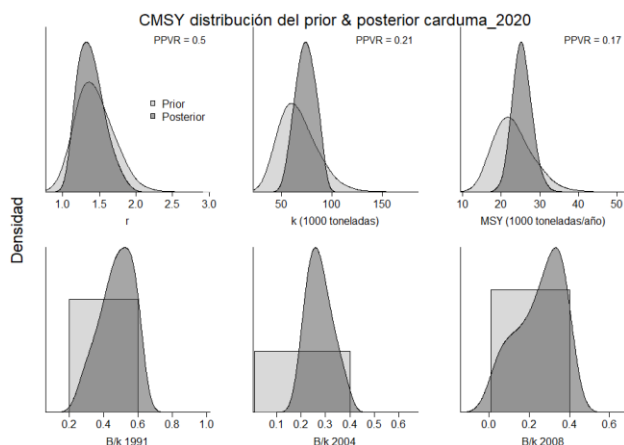 CMSY distribución del prior & posterior carduma_2020
PPVR = 0.5
PPVR = 0.21
PPVR = 0.17
Prior
Posterior
1.0 1.5 2.0 2.5 3.0
r
50 100 150
k (1000 toneladas)
10 20 30 40 50
MSY (1000 toneladas/año)
Densidad
0.2 0.4 0.6 0.8 1.0
B/k 1991
0.1 0.2 0.3 0.4 0.5 0.6
B/k 2004
0.0 0.2 0.4 0.6
B/k 2008